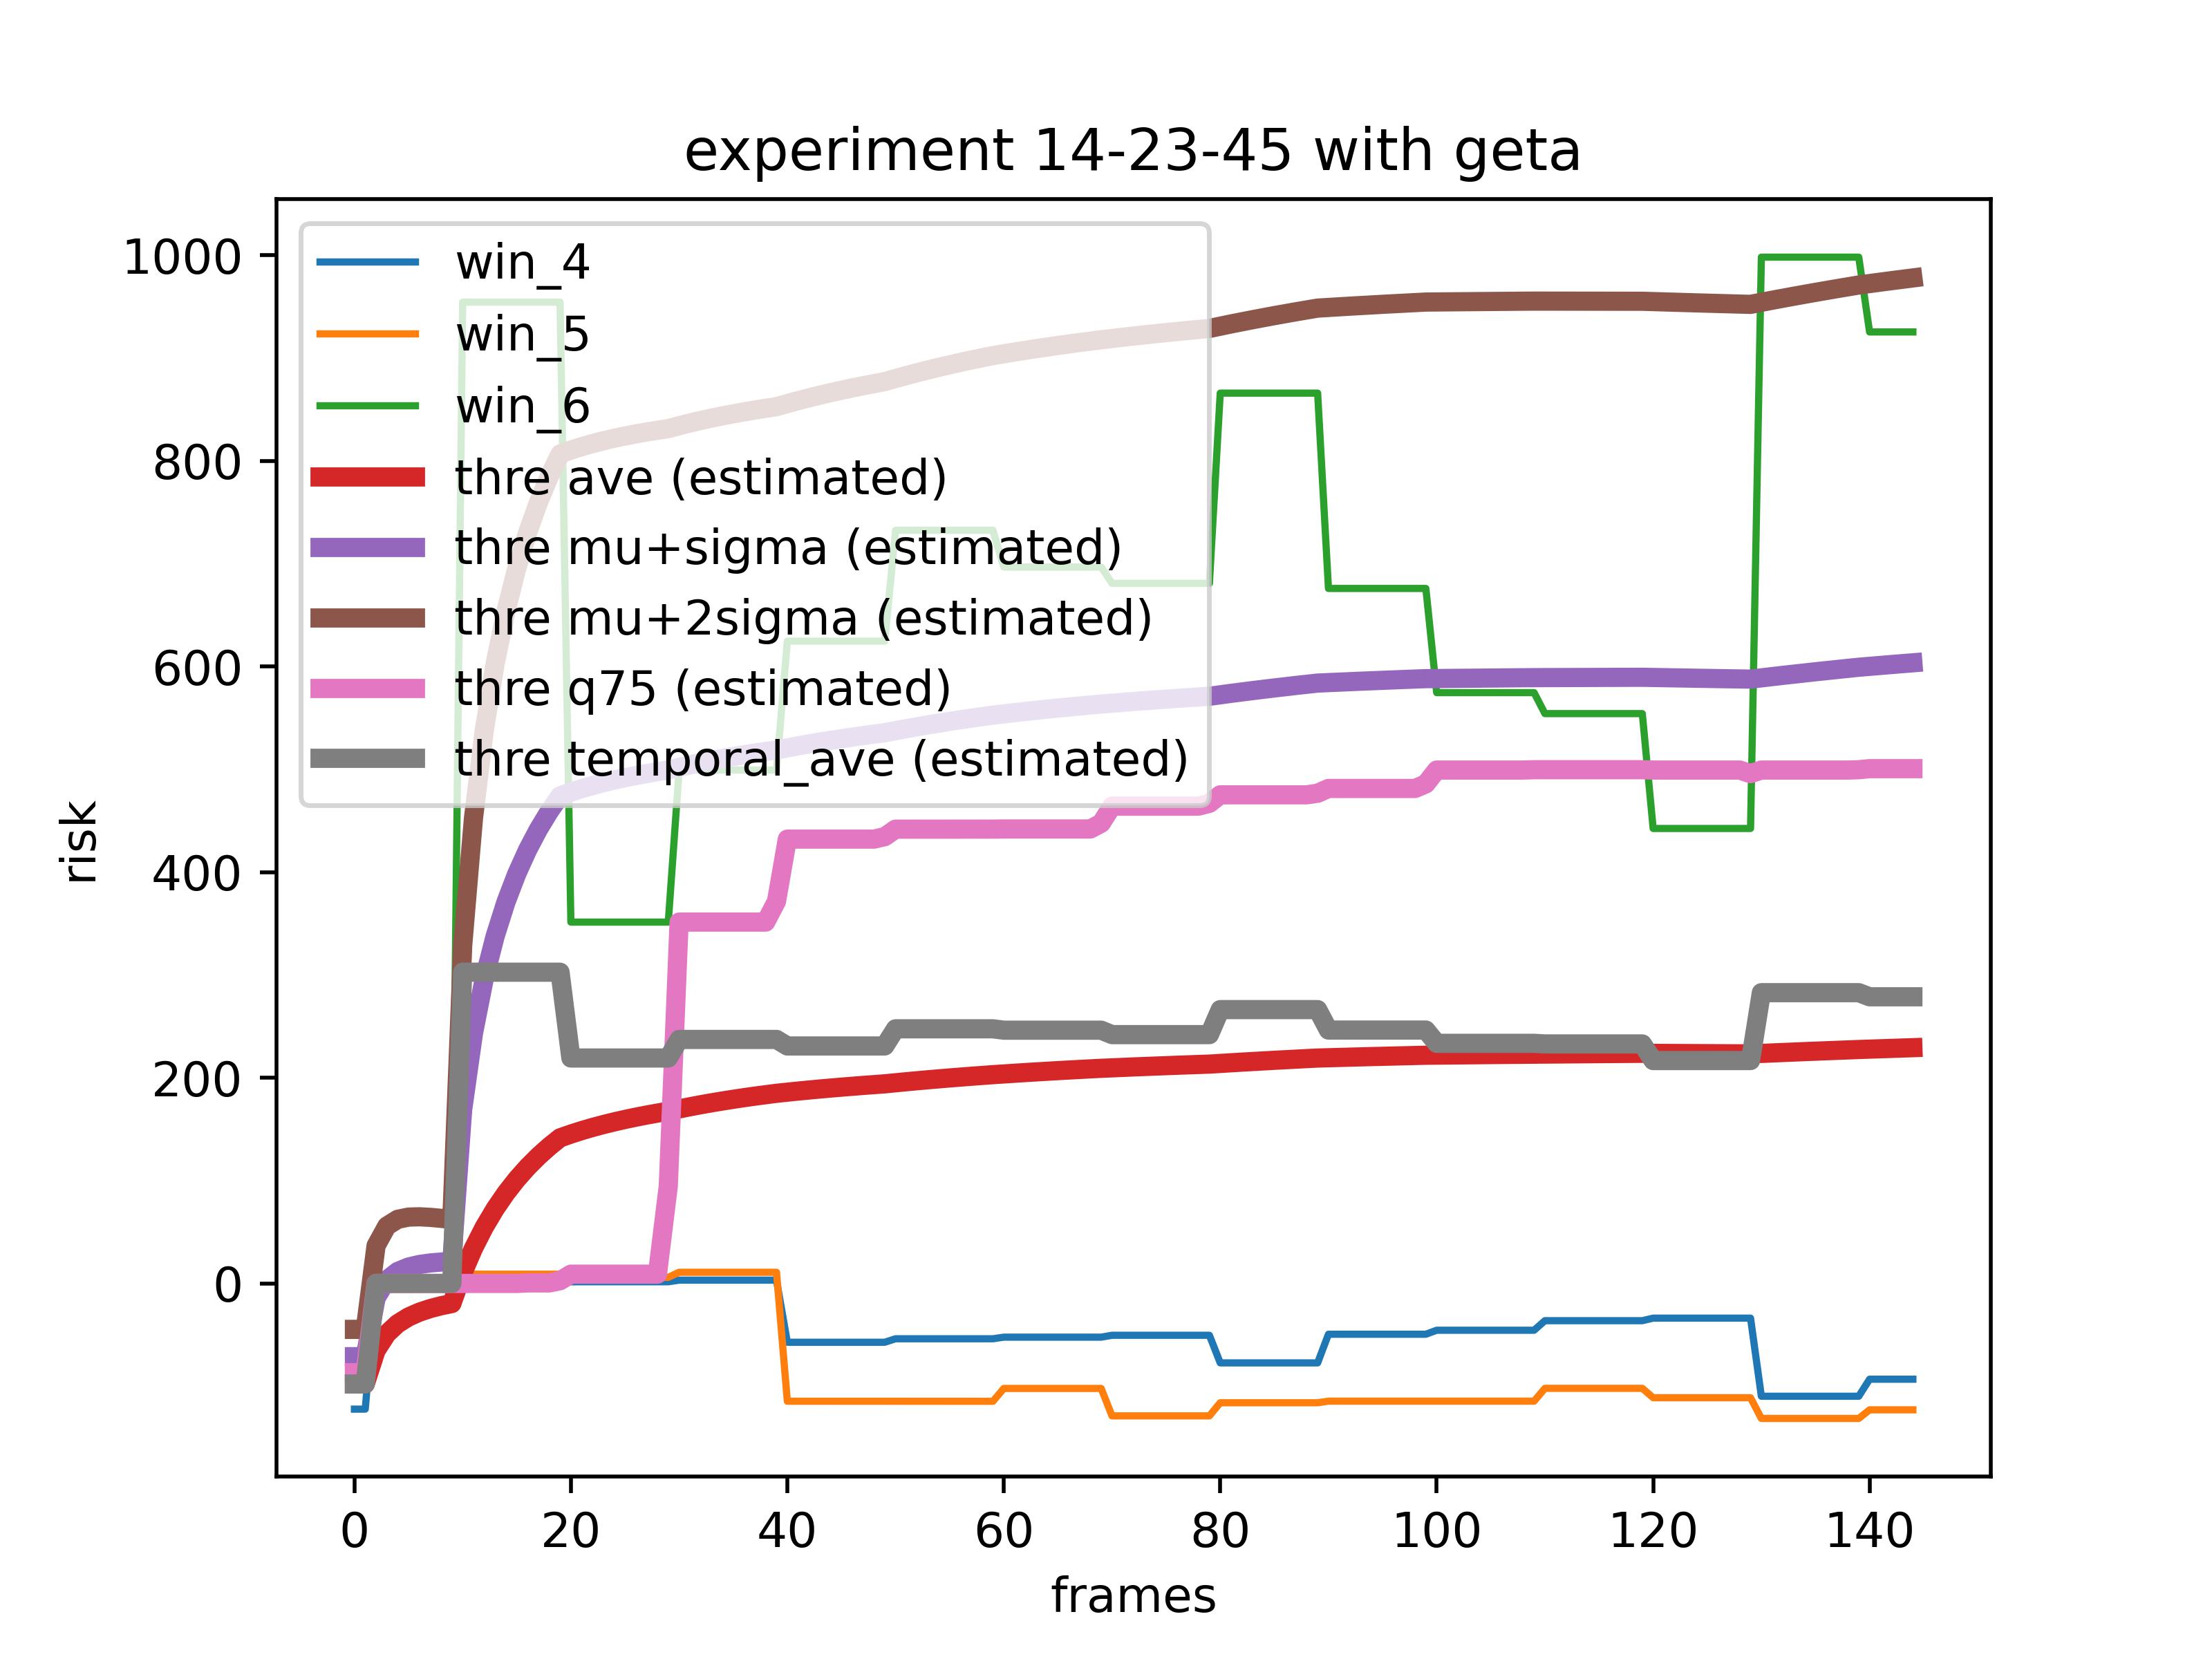 experiment 14-23-45 with geta
win_4
win_5
win_6
thre ave (estimated)
thre mu+sigma (estimated)
thre mu+2sigma (estimated)
thre q75 (estimated)
thre temporal_ave (estimated)
1000
800
600
400
200
0
risk
0 20 40 60 80 100 120 140
frames